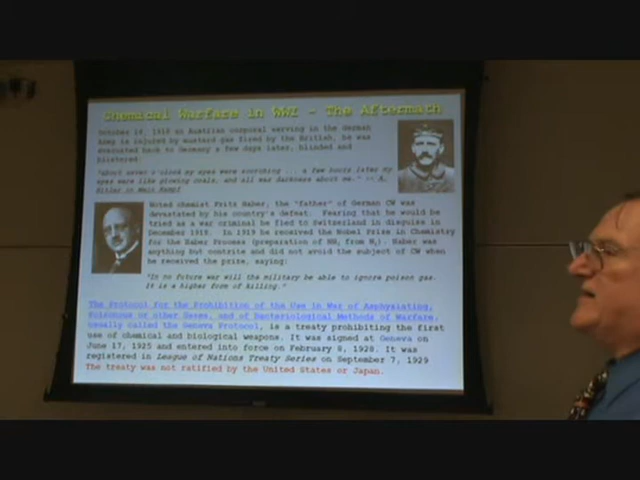 Chemical Warfare in WWI - The Aftermath
October 14, 1918 an Austrian corporal serving in the German
Army is injured by mustard gas fired by the British, he was
evacuated back to Germany a few days later, blinded and
blistered.
"About seven o'clock my eyes were scorching ... a few hours later my
eyes were like glowing coals, and all was darkness about me." -- A.
Hitler in Mein Kampf
Noted chemist Fritz Haber, the "father" of German CW was
devastated by his country's defeat. Fearing that he would be
tried as a war criminal he fled to Switzerland in disguise in
December 1918. In 1919 he received the Nobel Prize in Chemistry
for the Haber Process (preparation of NH₃ from N₂). Haber was
anything but contrite and did not avoid the subject of CW when
he received the prize, saying:
"In no future war will the military be able to ignore poison gas.
It is a higher form of killing."
The Protocol for the Prohibition of the Use in War of Asphyxiating,
Poisonous or other Gases, and of Bacteriological Methods of Warfare,
usually called the Geneva Protocol, is a treaty prohibiting the first
use of chemical and biological weapons. It was signed at Geneva on
June 17, 1925 and entered into force on February 8, 1928. It was
registered in League of Nations Treaty Series on September 7, 1929
The treaty was not ratified by the United States or Japan.